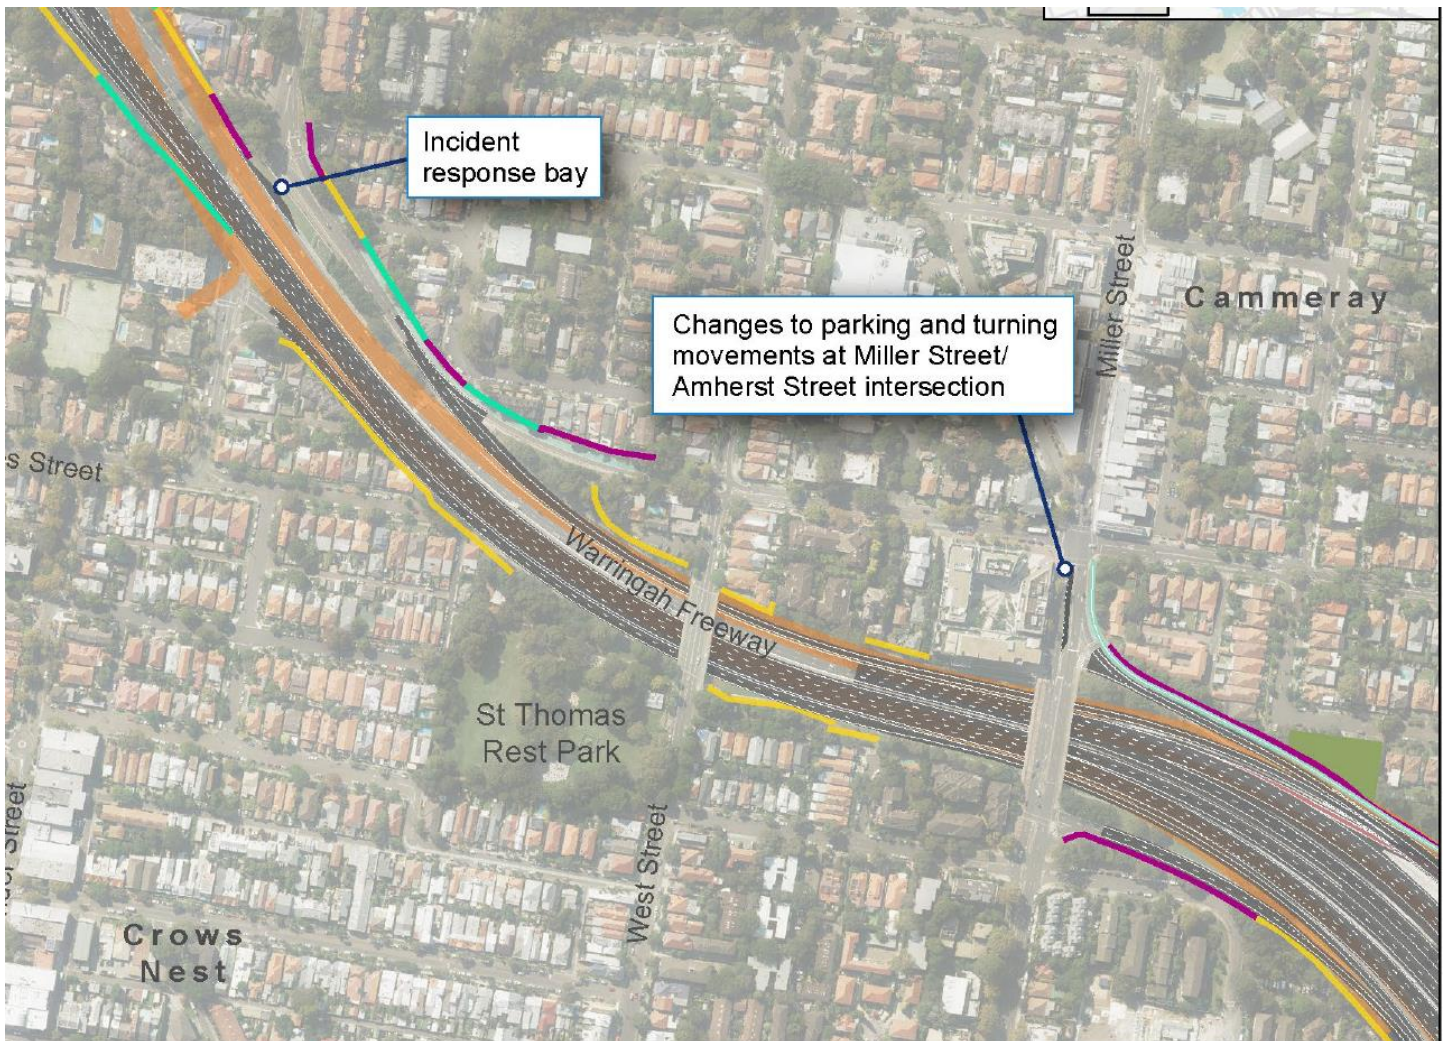 Incident
response bay
Miller Street
Cammeray
Changes to parking and turning
movements at Miller Street/
Amherst Street intersection
s Street
Warringah Freeway
St Thomas
Rest Park
Street
West Street
Crows
Nest